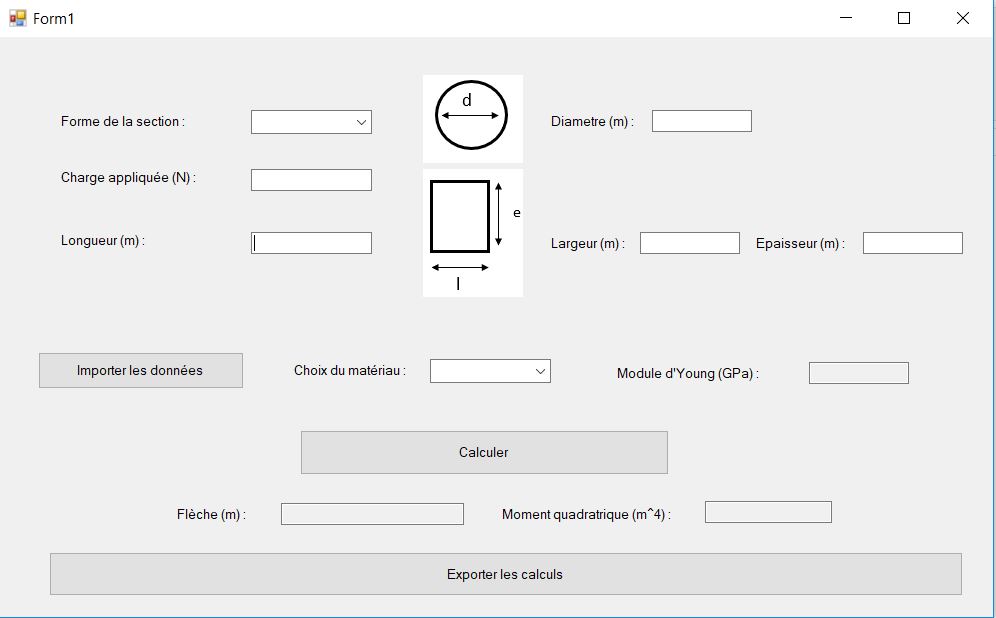 Form1
Forme de la section :
d
Diametre (m) :
Charge appliquée (N) :
e
Longueur (m) :
Largeur (m) :
Epaisseur (m) :
l
Importer les données
Choix du matériau :
Module d'Young (GPa) :
Calculer
Flèche (m) :
Moment quadratrique (m^4) :
Exporter les calculs